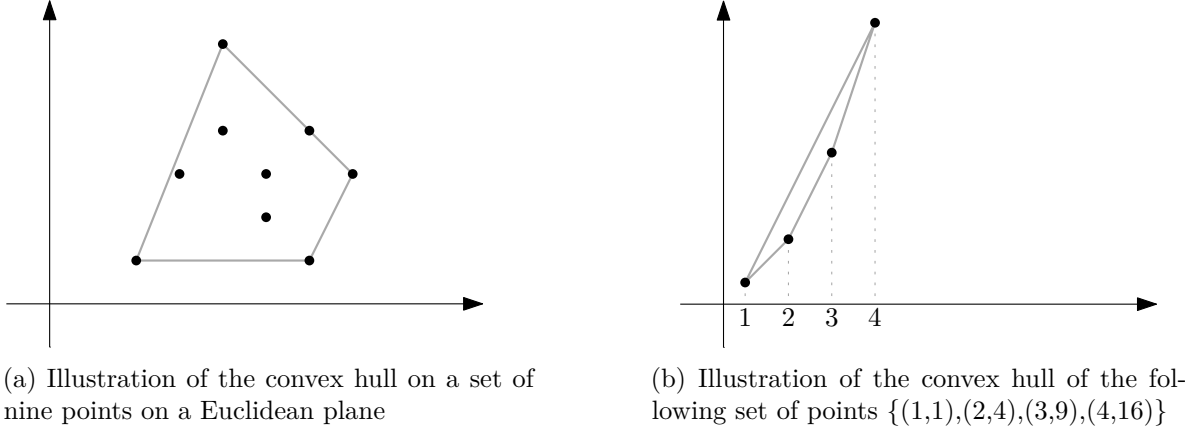 1 2 3 4
(a) Illustration of the convex hull on a set of
nine points on a Euclidean plane
(b) Illustration of the convex hull of the fol-
lowing set of points {(1,1),(2,4),(3,9),(4,16)}